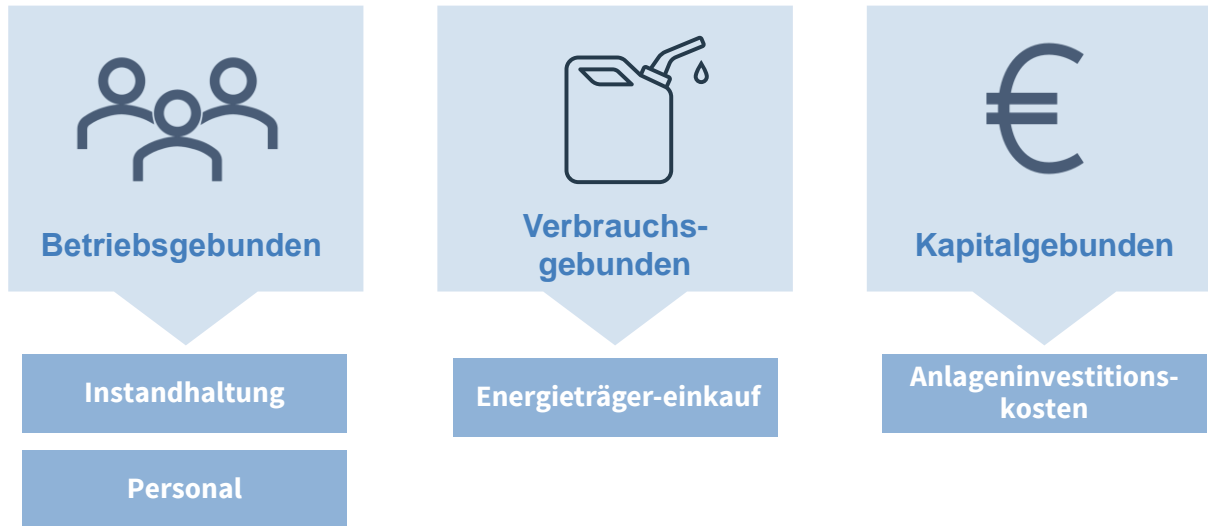 Betriebsgebunden
Instandhaltung
Personal
Verbrauchs-
gebunden
Energieträger-einkauf
€
Kapitalgebunden
Anlageninvestitions-
kosten